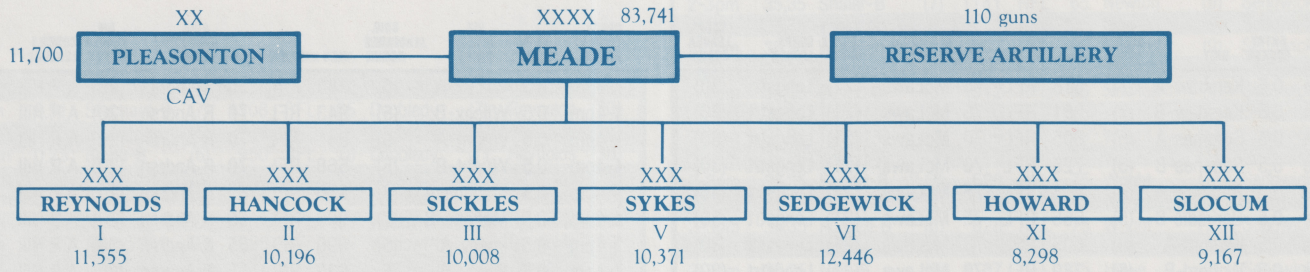 XX
XXXX 83,741
110 guns
11,700
PLEASONTON
MEADE
RESERVE ARTILLERY
CAV
XXX XXX XXX XXX XXX XXX XXX
REYNOLDS HANCOCK SICKLES SYKES SEDGEWICK HOWARD SLOCUM
I II III V VI XI XII
11,555 10,196 10,008 10,371 12,446 8,298 9,167